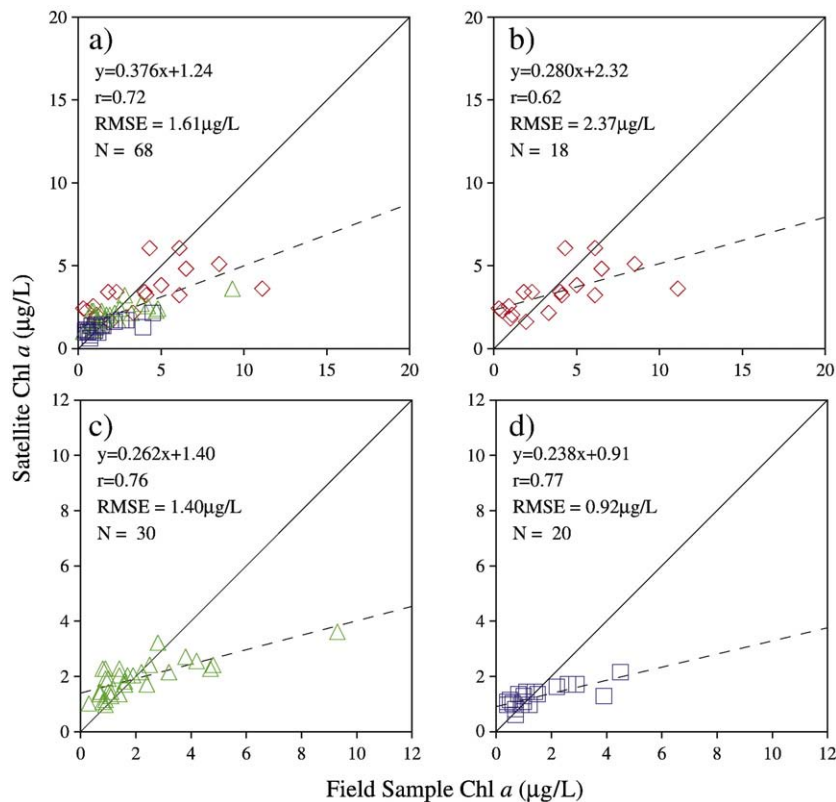 a)
y=0.376x+1.24
r=0.72
RMSE = 1.61μg/L
N = 68
20
15
10
5
0
0 5 10 15 20
b)
y=0.280x+2.32
r=0.62
RMSE = 2.37μg/L
N = 18
20
15
10
5
0
0 5 10 15 20
Satellite Chl a (μg/L)
c)
y=0.262x+1.40
r=0.76
RMSE = 1.40μg/L
N = 30
12
10
8
6
4
2
0
0 2 4 6 8 10 12
d)
y=0.238x+0.91
r=0.77
RMSE = 0.92μg/L
N = 20
12
10
8
6
4
2
0
0 2 4 6 8 10 12
Field Sample Chl a (μg/L)